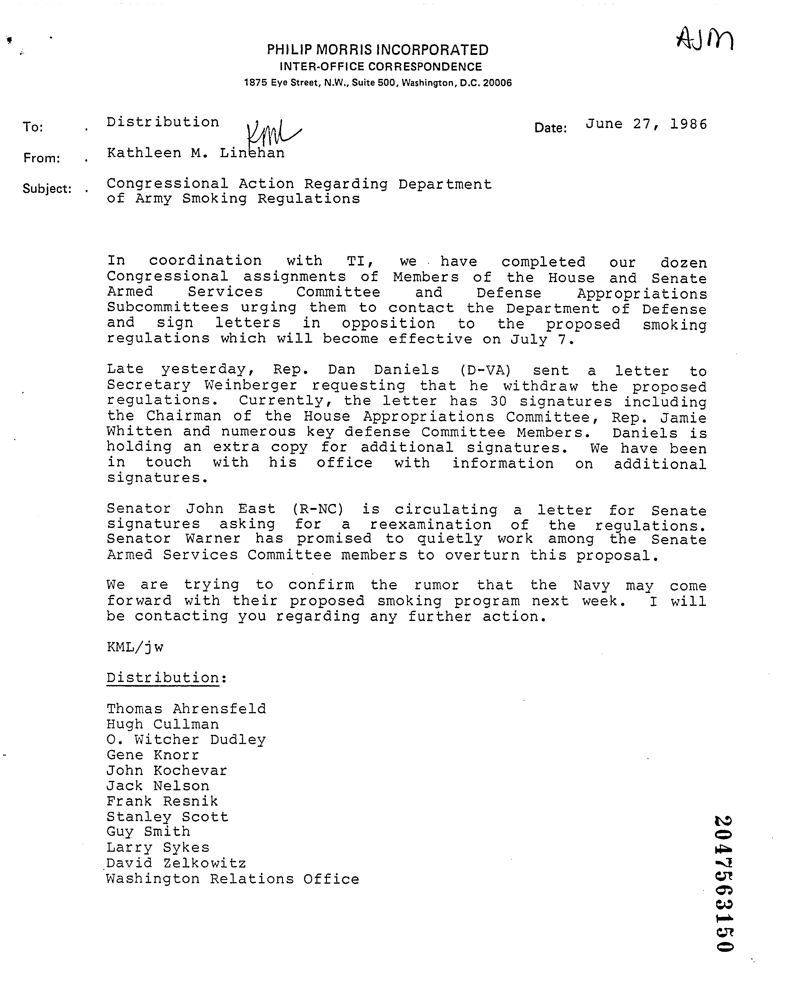 AJM
PHILIP MORRIS INCORPORATED
INTER-OFFICE CORRESPONDENCE
1875 Eye Street, N.W., Suite 500, Washington, D.C. 20006
To: . Distribution
KML
Date: June 27, 1986
From: . Kathleen M. Linehan
Subject: . Congressional Action Regarding Department
of Army Smoking Regulations
In coordination with TI, we have completed our dozen
Congressional assignments of Members of the House and Senate
Armed Services Committee and Defense Appropriations
Subcommittees urging them to contact the Department of Defense
and sign letters in opposition to the proposed smoking
regulations which will become effective on July 7.
Late yesterday, Rep. Dan Daniels (D-VA) sent a letter to
Secretary Weinberger requesting that he withdraw the proposed
regulations. Currently, the letter has 30 signatures including
the Chairman of the House Appropriations Committee, Rep. Jamie
Whitten and numerous key defense Committee Members. Daniels is
holding an extra copy for additional signatures. We have been
in touch with his office with information on additional
signatures.
Senator John East (R-NC) is circulating a letter for Senate
signatures asking for a reexamination of the regulations.
Senator Warner has promised to quietly work among the Senate
Armed Services Committee members to overturn this proposal.
We are trying to confirm the rumor that the Navy may come
forward with their proposed smoking program next week. I will
be contacting you regarding any further action.
KML/jw
Distribution:
Thomas Ahrensfeld
Hugh Cullman
O. Witcher Dudley
Gene Knorr
John Kochevar
Jack Nelson
Frank Resnik
Stanley Scott
Guy Smith
Larry Sykes
David Zelkowitz
Washington Relations Office
2047563150